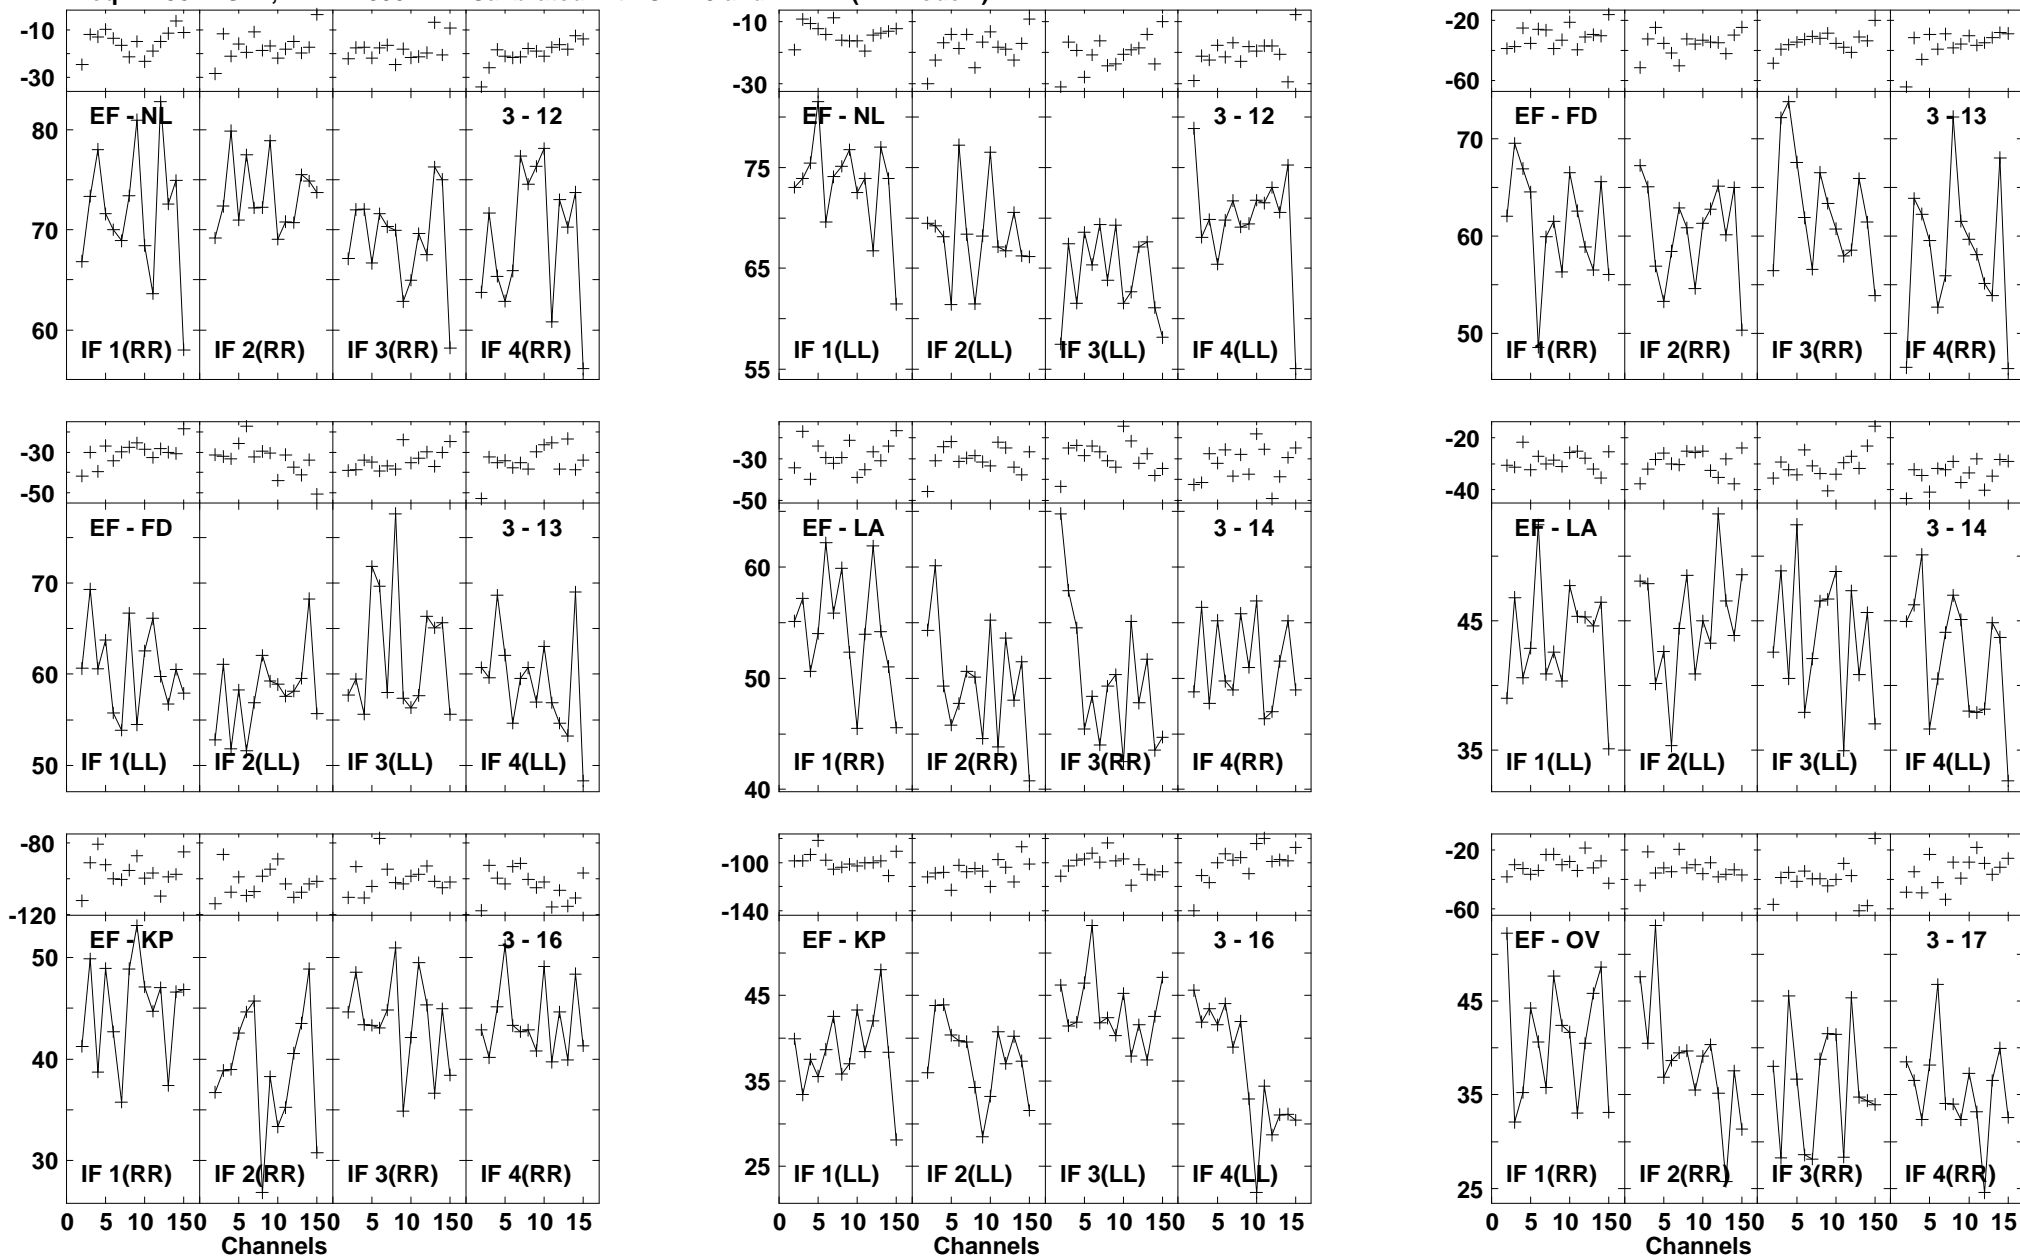 -10
-30
EF - NL
3 - 12
80
70
60
IF 1(RR) IF 2(RR) IF 3(RR) IF 4(RR)
-10
-30
EF - NL
3 - 12
75
65
55
IF 1(LL) IF 2(LL) IF 3(LL) IF 4(LL)
-20
-60
EF - FD
3 - 13
70
60
50
IF 1(RR) IF 2(RR) IF 3(RR) IF 4(RR)
-30
-50
EF - FD
3 - 13
70
60
50
IF 1(LL) IF 2(LL) IF 3(LL) IF 4(LL)
-30
-50
EF - LA
3 - 14
60
50
40
IF 1(RR) IF 2(RR) IF 3(RR) IF 4(RR)
-20
-40
EF - LA
3 - 14
45
35
IF 1(LL) IF 2(LL) IF 3(LL) IF 4(LL)
-80
-120
EF - KP
3 - 16
50
40
30
IF 1(RR) IF 2(RR) IF 3(RR) IF 4(RR)
0 5 10 150 5 10 150 5 10 150 5 10 15
Channels
-100
-140
EF - KP
3 - 16
45
35
25
IF 1(LL) IF 2(LL) IF 3(LL) IF 4(LL)
0 5 10 150 5 10 150 5 10 150 5 10 15
Channels
-20
-60
EF - OV
3 - 17
45
35
25
IF 1(RR) IF 2(RR) IF 3(RR) IF 4(RR)
0 5 10 150 5 10 150 5 10 150 5 10 15
Channels